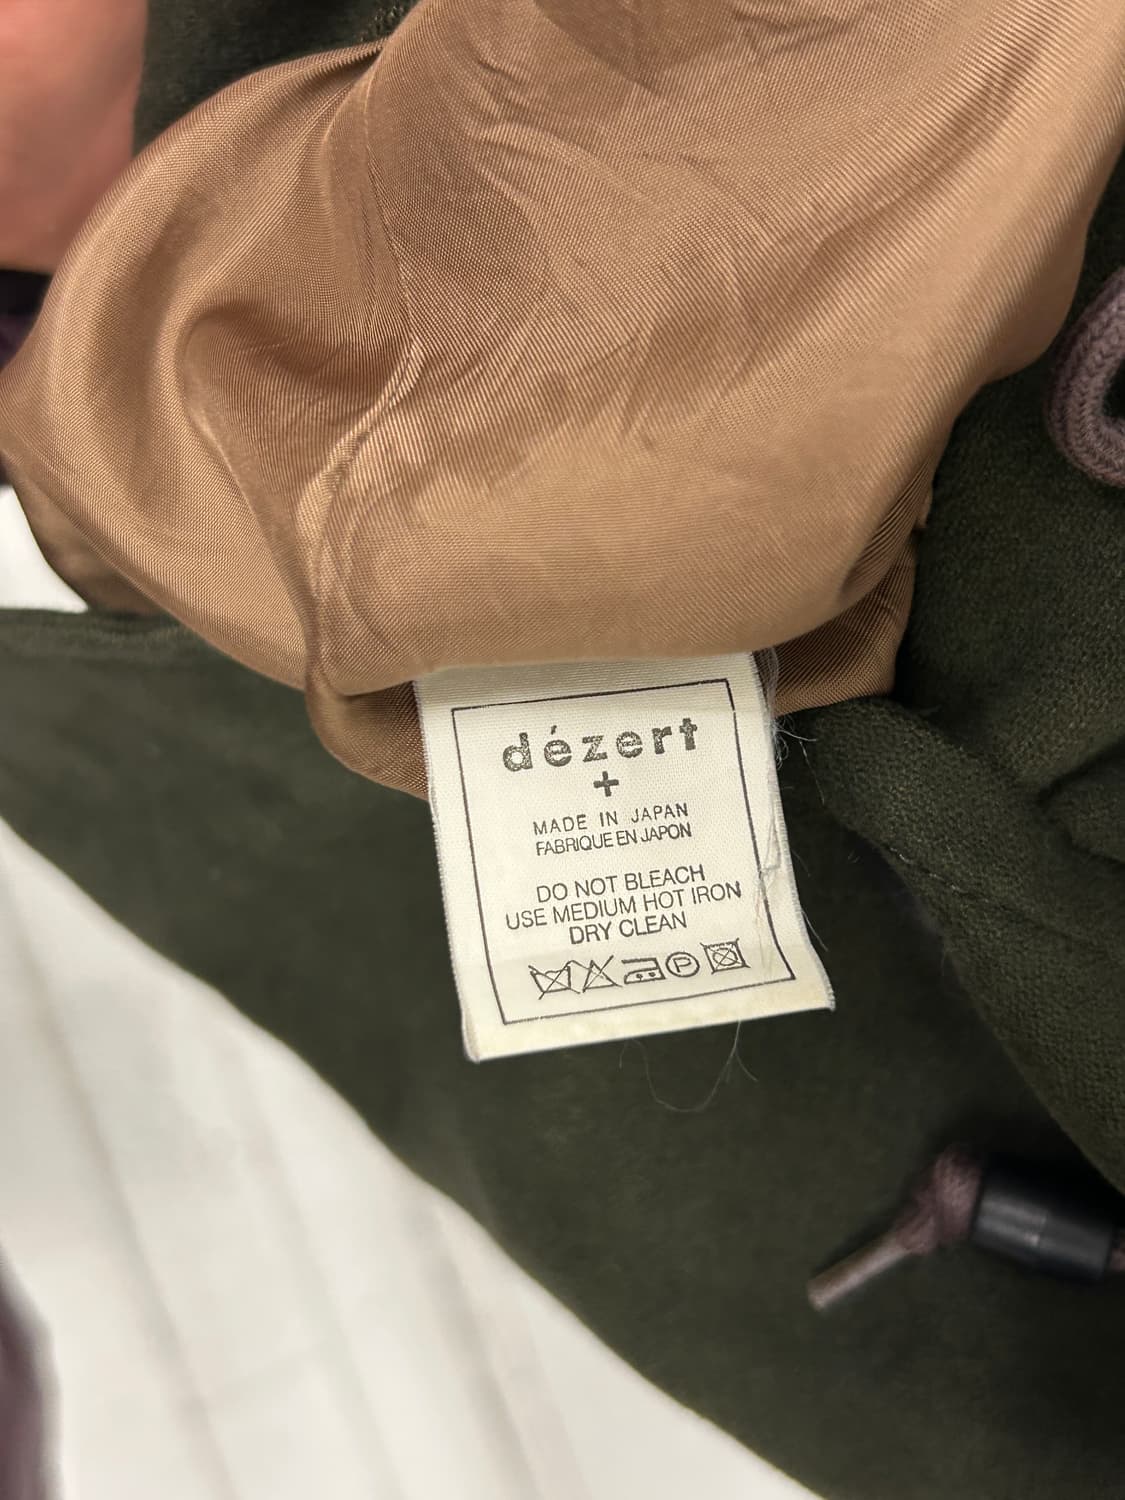 dézert
+
MADE IN JAPAN
FABRIQUE EN JAPON
DO NOT BLEACH
USE MEDIUM HOT IRON
DRY CLEAN
P